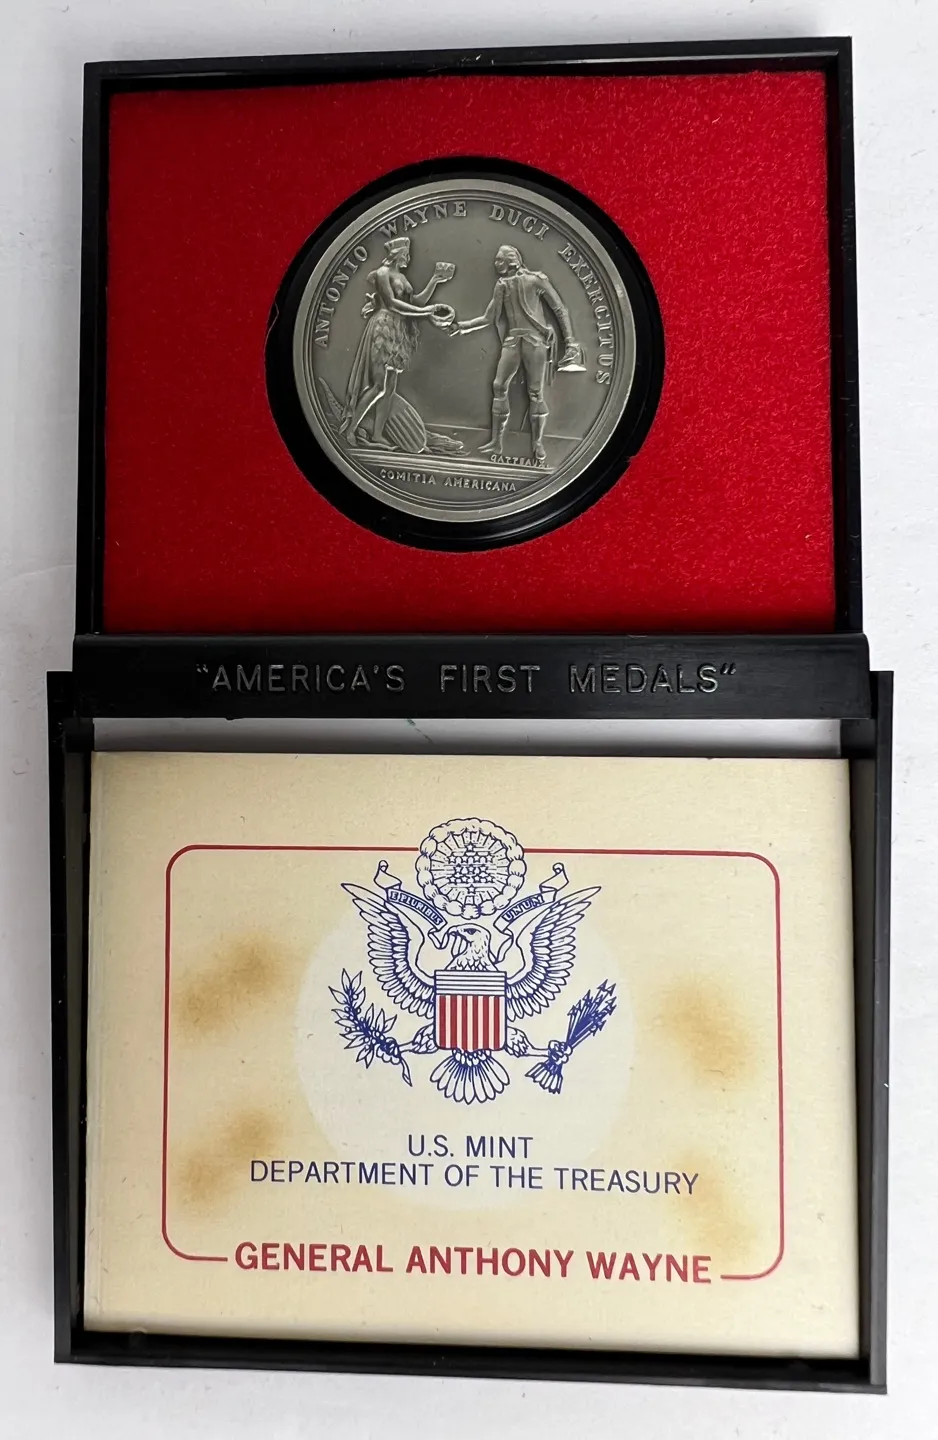 ANTONIO WAYNE DUCI EXERCITUS
GATTEAUX.
COMITIA AMERICANA
"AMERICA'S FIRST MEDALS"
E PLURIBUS UNUM
U.S. MINT
DEPARTMENT OF THE TREASURY
GENERAL ANTHONY WAYNE